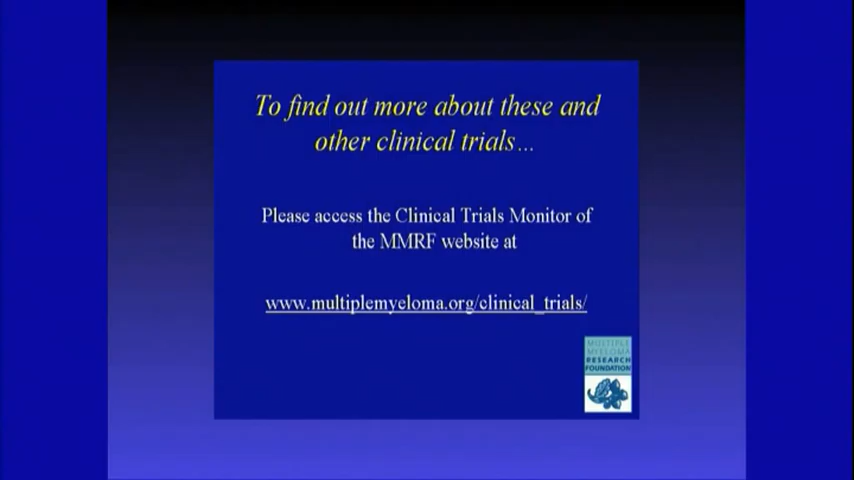 To find out more about these and
other clinical trials…
Please access the Clinical Trials Monitor of
the MMRF website at
www.multiplemyeloma.org/clinical_trials/
MULTIPLE
MYELOMA
RESEARCH
FOUNDATION